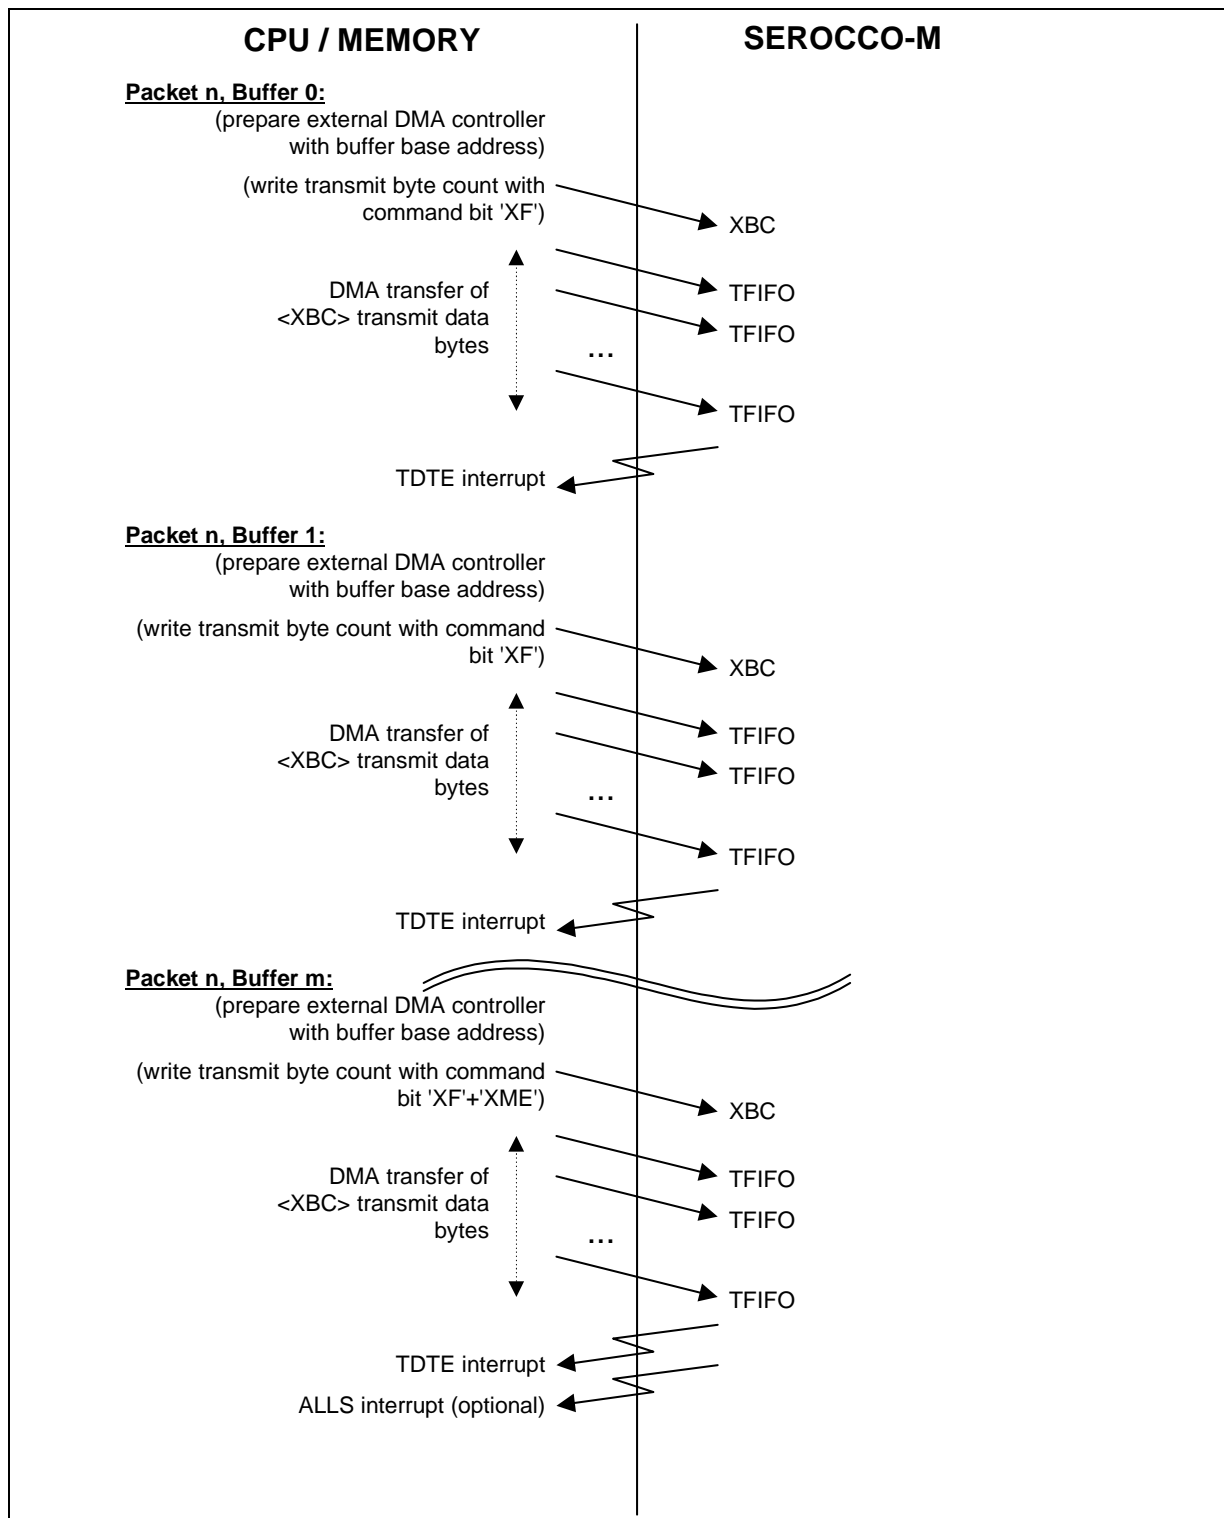 CPU / MEMORY
SEROCCO-M
Packet n, Buffer 0:
(prepare external DMA controller
with buffer base address)
(write transmit byte count with
command bit 'XF')
XBC
DMA transfer of
<XBC> transmit data
bytes
TFIFO
TFIFO
...
TFIFO
TDTE interrupt
Packet n, Buffer 1:
(prepare external DMA controller
with buffer base address)
(write transmit byte count with command
bit 'XF')
XBC
DMA transfer of
<XBC> transmit data
bytes
TFIFO
TFIFO
...
TFIFO
TDTE interrupt
Packet n, Buffer m:
(prepare external DMA controller
with buffer base address)
(write transmit byte count with command
bit 'XF'+'XME')
XBC
DMA transfer of
<XBC> transmit data
bytes
TFIFO
TFIFO
...
TFIFO
TDTE interrupt
ALLS interrupt (optional)